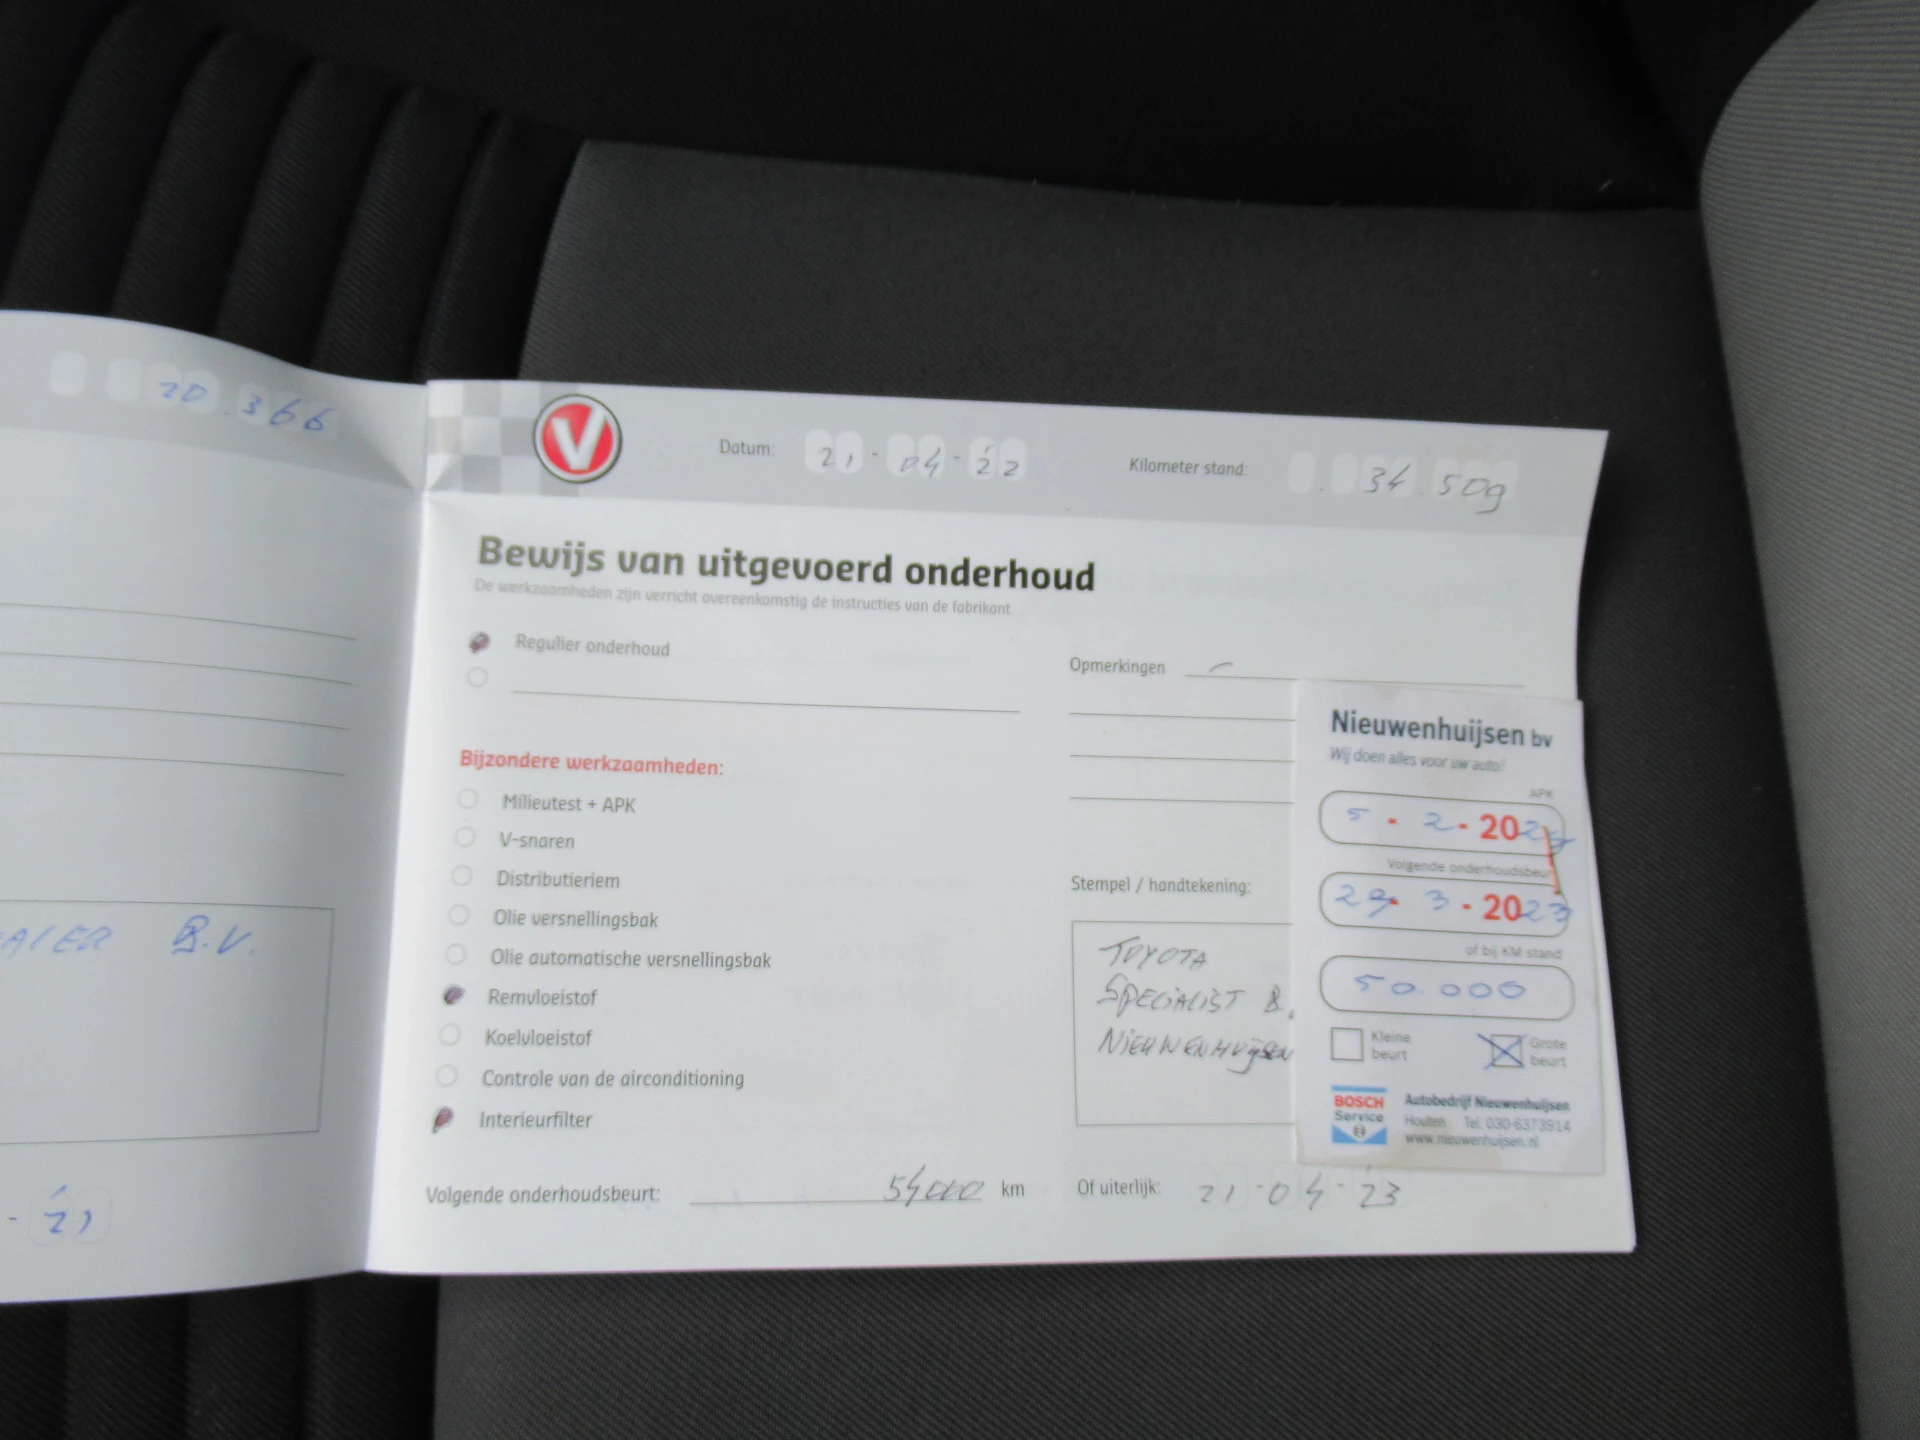 20.366
B.V.
- 21
V
Datum: 21 - 04 - 22
Kilometer stand: 34.509
Bewijs van uitgevoerd onderhoud
De werkzaamheden zijn verricht overeenkomstig de instructies van de fabrikant.
Regulier onderhoud
Opmerkingen
Bijzondere werkzaamheden:
Milieutest + APK
V-snaren
Distributieriem
Olie versnellingsbak
Olie automatische versnellingsbak
Remvloeistof
Koelvloeistof
Controle van de airconditioning
Interieurfilter
Stempel / handtekening:
TOYOTA
SPECIALIST B.
NIEUWENHUIJSEN
Volgende onderhoudsbeurt: 54000 km
Of uiterlijk: 21 - 04 - 23
Nieuwenhuijsen bv
Wij doen alles voor uw auto!
APK
5 - 2 - 20
Volgende onderhoudsbeurt
3 - 2023
of bij KM stand
50.000
Kleine beurt
Grote beurt
BOSCH
Service
Autobedrijf Nieuwenhuijsen
Houten Tel. 030-6373914
www.nieuwenhuijsen.nl